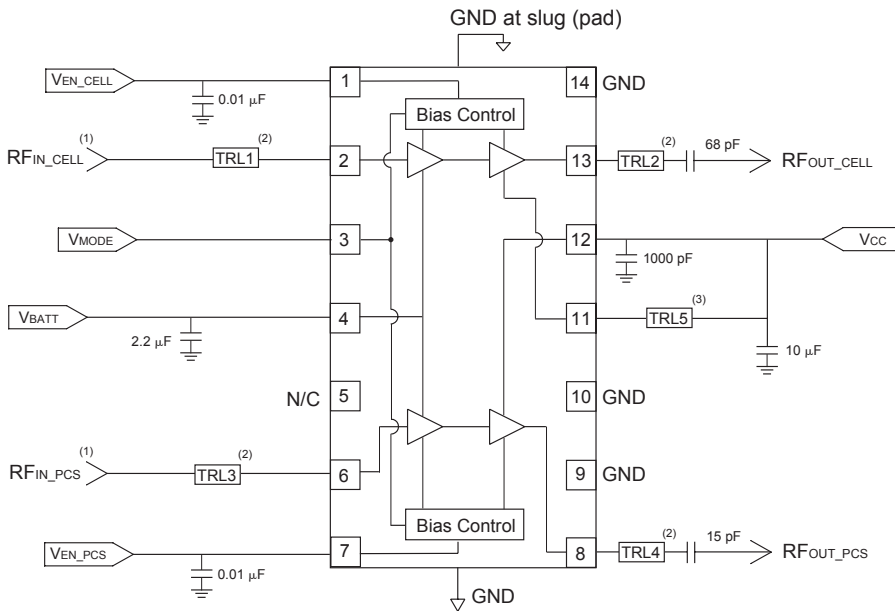 GND at slug (pad)
VEN_CELL
0.01 µF
1
14
GND
Bias Control
(1)
RFIN_CELL
TRL1
(2)
2
13
TRL2
(2)
68 pF
RFOUT_CELL
VMODE
3
12
1000 pF
VCC
VBATT
2.2 µF
4
11
TRL5
(3)
10 µF
N/C
5
10
GND
(1)
RFIN_PCS
TRL3
(2)
6
9
GND
Bias Control
VEN_PCS
0.01 µF
7
8
TRL4
(2)
15 pF
RFOUT_PCS
GND